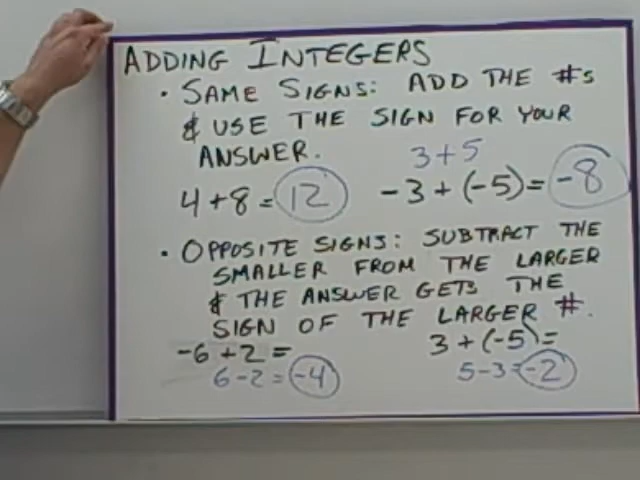 ADDING INTEGERS
• SAME SIGNS: ADD THE #s
& USE THE SIGN FOR YOUR
ANSWER.
3+5
4+8=12
-3+(-5)=-8
• OPPOSITE SIGNS: SUBTRACT THE
SMALLER FROM THE LARGER
& THE ANSWER GETS THE
SIGN OF THE LARGER #.
-6+2=
6-2=-4
3+(-5)=
5-3=-2